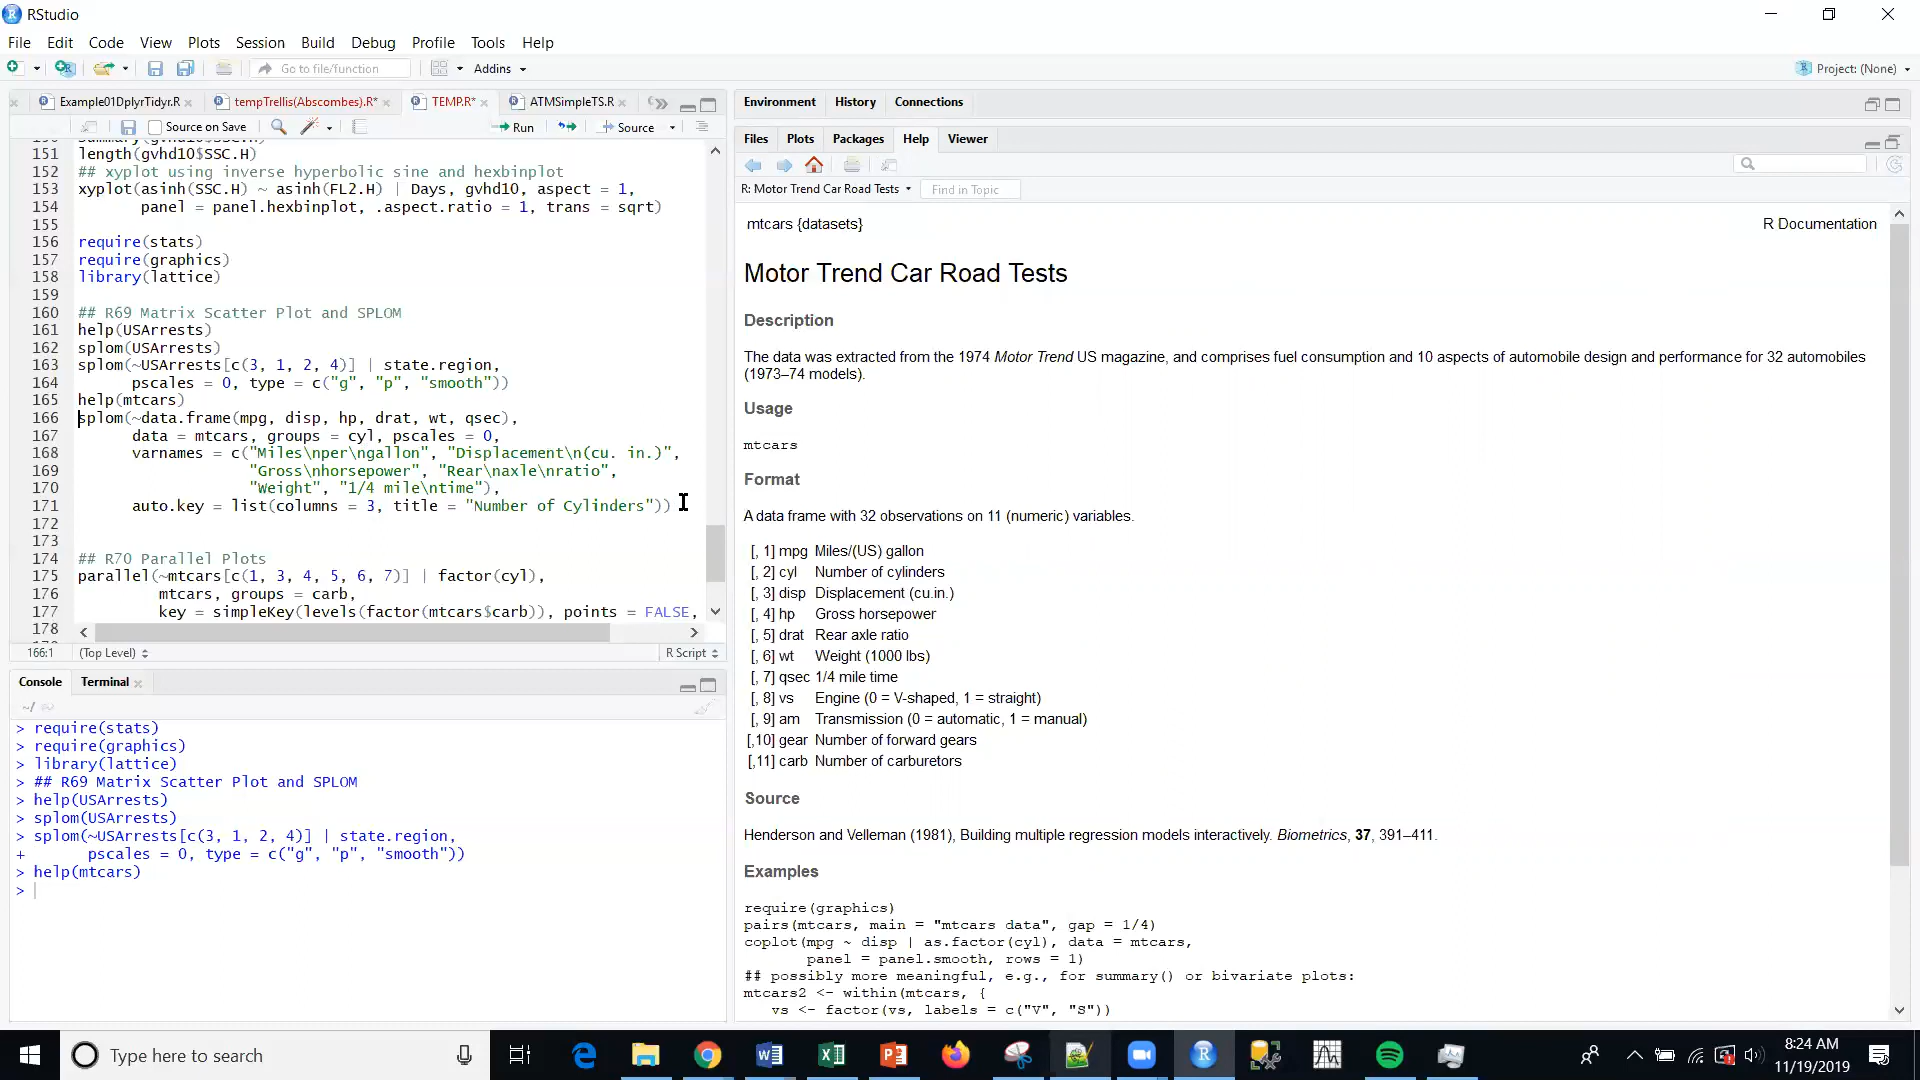 RStudio
File Edit Code View Plots Session Build Debug Profile Tools Help
Go to file/function Addins Project: (None)
Example01DplyrTidyr.R tempTrellis(Abscombes).R* TEMP.R* ATMSimpleTS.R
Source on Save Run Source
151 length(gvhd10$SSC.H)
152 ## xyplot using inverse hyperbolic sine and hexbinplot
153 xyplot(asinh(SSC.H) ~ asinh(FL2.H) | Days, gvhd10, aspect = 1,
154 panel = panel.hexbinplot, .aspect.ratio = 1, trans = sqrt)
155
156 require(stats)
157 require(graphics)
158 library(lattice)
159
160 ## R69 Matrix Scatter Plot and SPLOM
161 help(USArrests)
162 splom(USArrests)
163 splom(~USArrests[c(3, 1, 2, 4)] | state.region,
164 pscales = 0, type = c("g", "p", "smooth"))
165 help(mtcars)
166 splom(~data.frame(mpg, disp, hp, drat, wt, qsec),
167 data = mtcars, groups = cyl, pscales = 0,
168 varnames = c("Miles\nper\ngallon", "Displacement\n(cu. in.)",
169 "Gross\nhorsepower", "Rear\naxle\nratio",
170 "Weight", "1/4 mile\ntime"),
171 auto.key = list(columns = 3, title = "Number of Cylinders"))
172
173
174 ## R70 Parallel Plots
175 parallel(~mtcars[c(1, 3, 4, 5, 6, 7)] | factor(cyl),
176 mtcars, groups = carb,
177 key = simpleKey(levels(factor(mtcars$carb)), points = FALSE,
178
166:1 (Top Level) R Script
Console Terminal
~/
> require(stats)
> require(graphics)
> library(lattice)
> ## R69 Matrix Scatter Plot and SPLOM
> help(USArrests)
> splom(USArrests)
> splom(~USArrests[c(3, 1, 2, 4)] | state.region,
+ pscales = 0, type = c("g", "p", "smooth"))
> help(mtcars)
>
Environment History Connections
Files Plots Packages Help Viewer
R: Motor Trend Car Road Tests Find in Topic
mtcars {datasets} R Documentation
Motor Trend Car Road Tests
Description
The data was extracted from the 1974 Motor Trend US magazine, and comprises fuel consumption and 10 aspects of automobile design and performance for 32 automobiles
(1973–74 models).
Usage
mtcars
Format
A data frame with 32 observations on 11 (numeric) variables.
[, 1] mpg Miles/(US) gallon
[, 2] cyl Number of cylinders
[, 3] disp Displacement (cu.in.)
[, 4] hp Gross horsepower
[, 5] drat Rear axle ratio
[, 6] wt Weight (1000 lbs)
[, 7] qsec 1/4 mile time
[, 8] vs Engine (0 = V-shaped, 1 = straight)
[, 9] am Transmission (0 = automatic, 1 = manual)
[,10] gear Number of forward gears
[,11] carb Number of carburetors
Source
Henderson and Velleman (1981), Building multiple regression models interactively. Biometrics, 37, 391–411.
Examples
require(graphics)
pairs(mtcars, main = "mtcars data", gap = 1/4)
coplot(mpg ~ disp | as.factor(cyl), data = mtcars,
panel = panel.smooth, rows = 1)
## possibly more meaningful, e.g., for summary() or bivariate plots:
mtcars2 <- within(mtcars, {
vs <- factor(vs, labels = c("V", "S"))
Type here to search
8:24 AM
11/19/2019